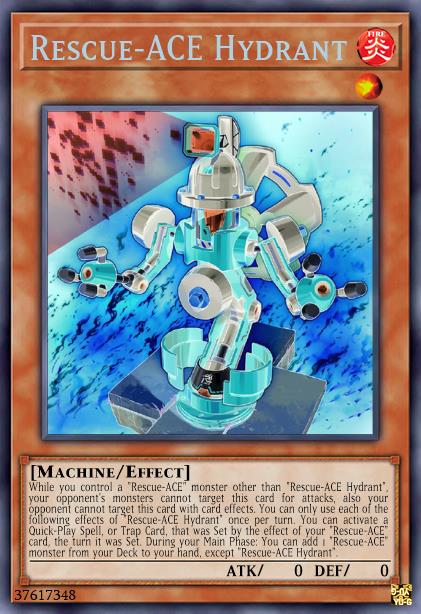 RESCUE-ACE HYDRANT
FIRE
炎
[MACHINE/EFFECT]
While you control a "Rescue-ACE" monster other than "Rescue-ACE Hydrant",
your opponent's monsters cannot target this card for attacks, also your
opponent cannot target this card with card effects. You can only use each of the
following effects of "Rescue-ACE Hydrant" once per turn. You can activate a
Quick-Play Spell, or Trap Card, that was Set by the effect of your "Rescue-ACE"
card, the turn it was Set. During your Main Phase: You can add 1 "Rescue-ACE"
monster from your Deck to your hand, except "Rescue-ACE Hydrant".
ATK/ 0 DEF/ 0
37617348